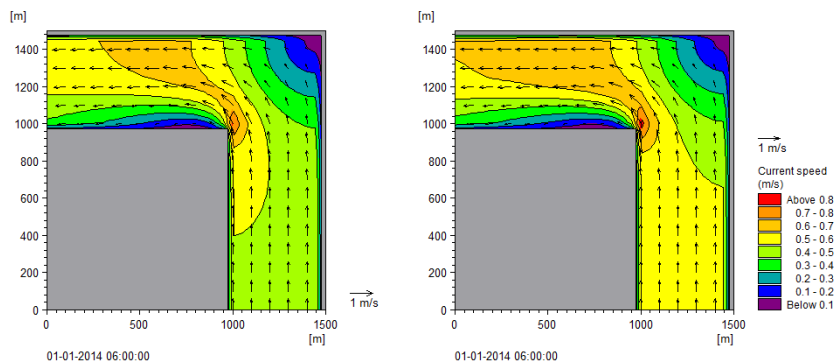 [m]
1400
1200
1000
800
600
400
200
0
0 500 1000 1500
[m]
1 m/s
01-01-2014 06:00:00
[m]
1400
1200
1000
800
600
400
200
0
0 500 1000 1500
[m]
01-01-2014 06:00:00
1 m/s
Current speed
(m/s)
Above 0.8
0.7 - 0.8
0.6 - 0.7
0.5 - 0.6
0.4 - 0.5
0.3 - 0.4
0.2 - 0.3
0.1 - 0.2
Below 0.1